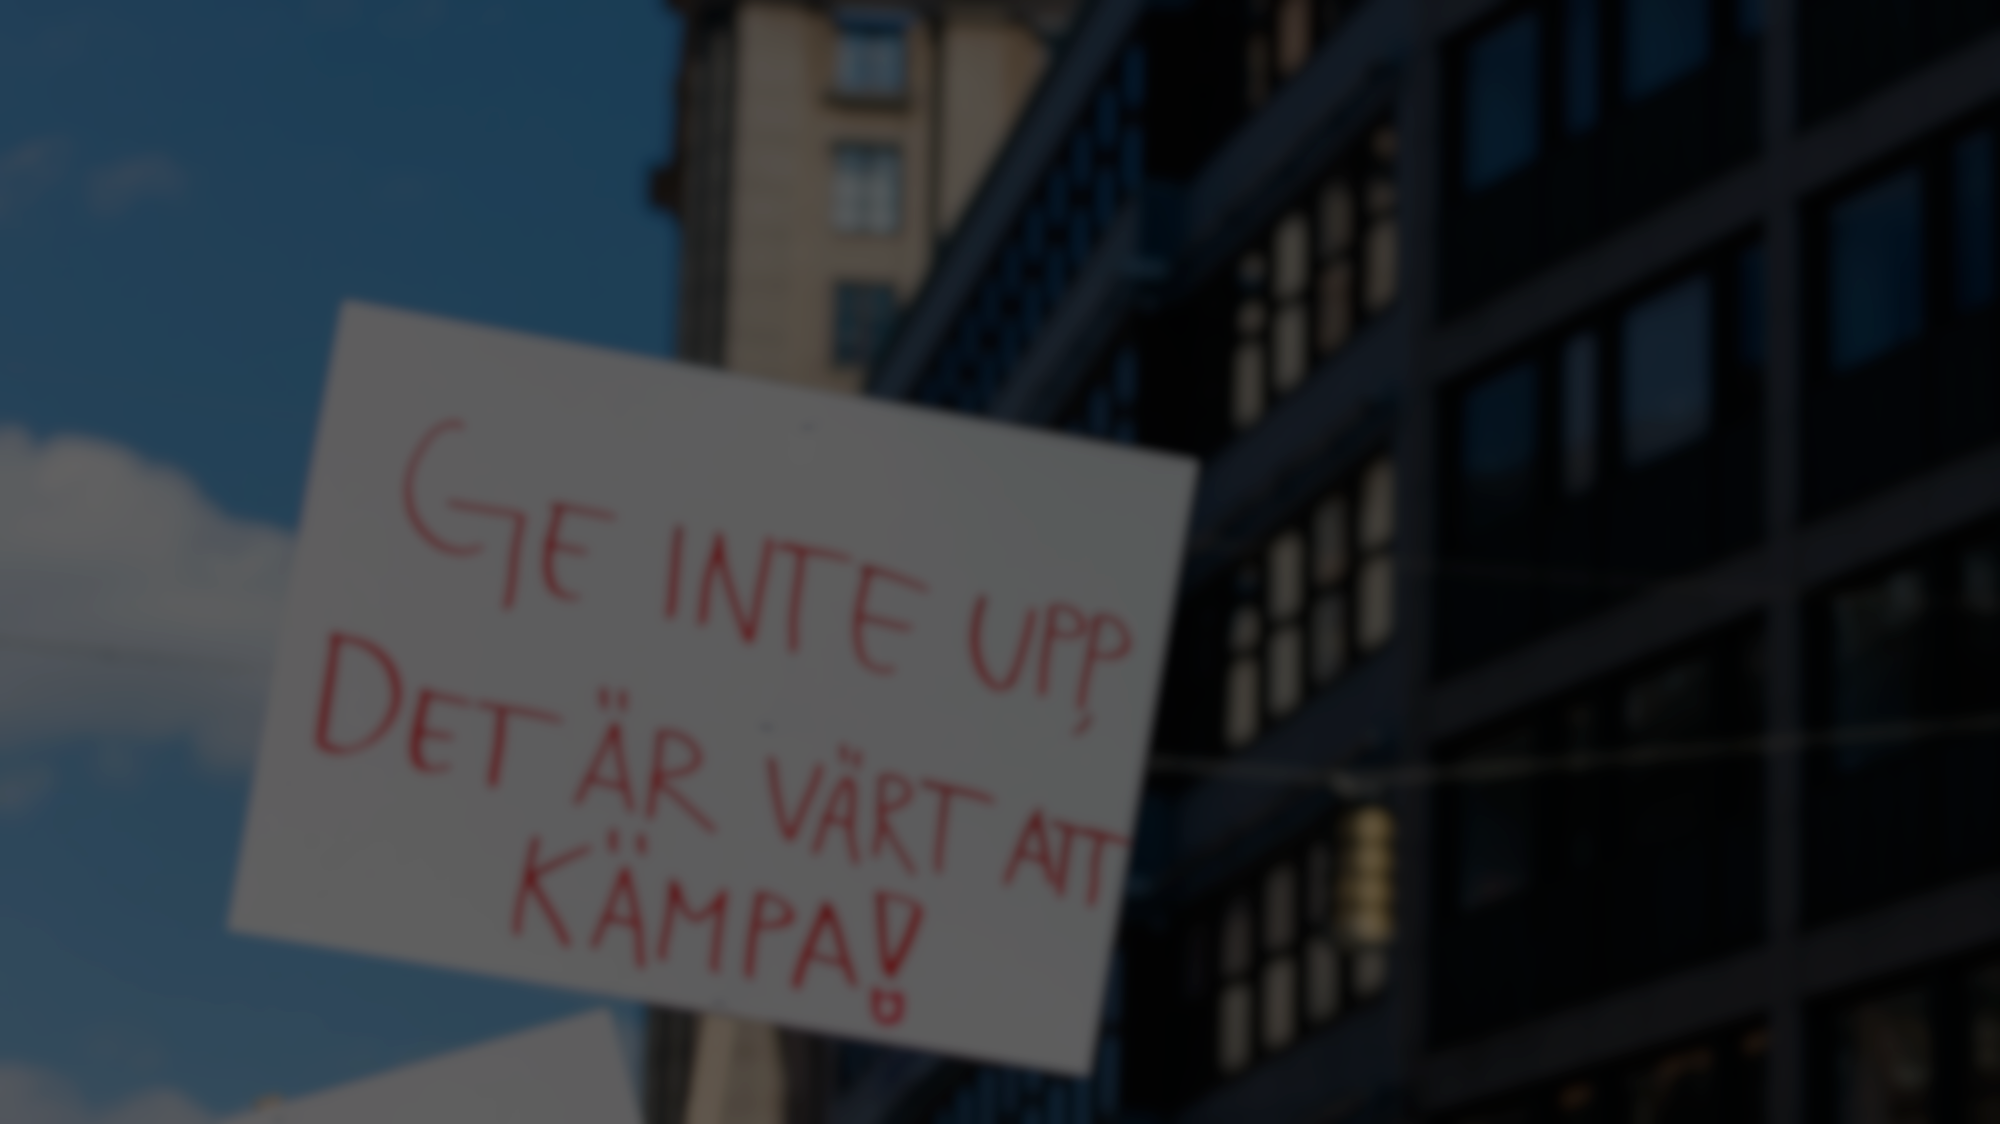 GE INTE UPP,
DET ÄR VÄRT ATT
KÄMPA!